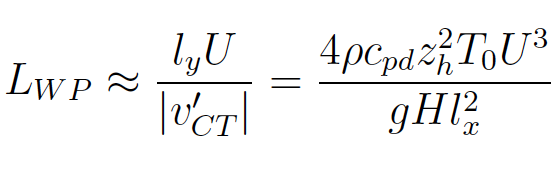 L_{WP} \approx \frac{l_y U}{|v'_{CT}|} = \frac{4\rho c_{pd} z_h^2 T_0 U^3}{g H l_x^2}